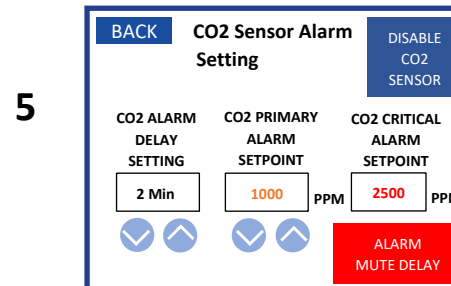 BACK
CO2 Sensor Alarm
Setting
DISABLE
CO2
SENSOR
5
CO2 ALARM
DELAY
SETTING
CO2 PRIMARY
ALARM
SETPOINT
CO2 CRITICAL
ALARM
SETPOINT
2 Min
1000
PPM
2500
PP
ALARM
MUTE DELAY